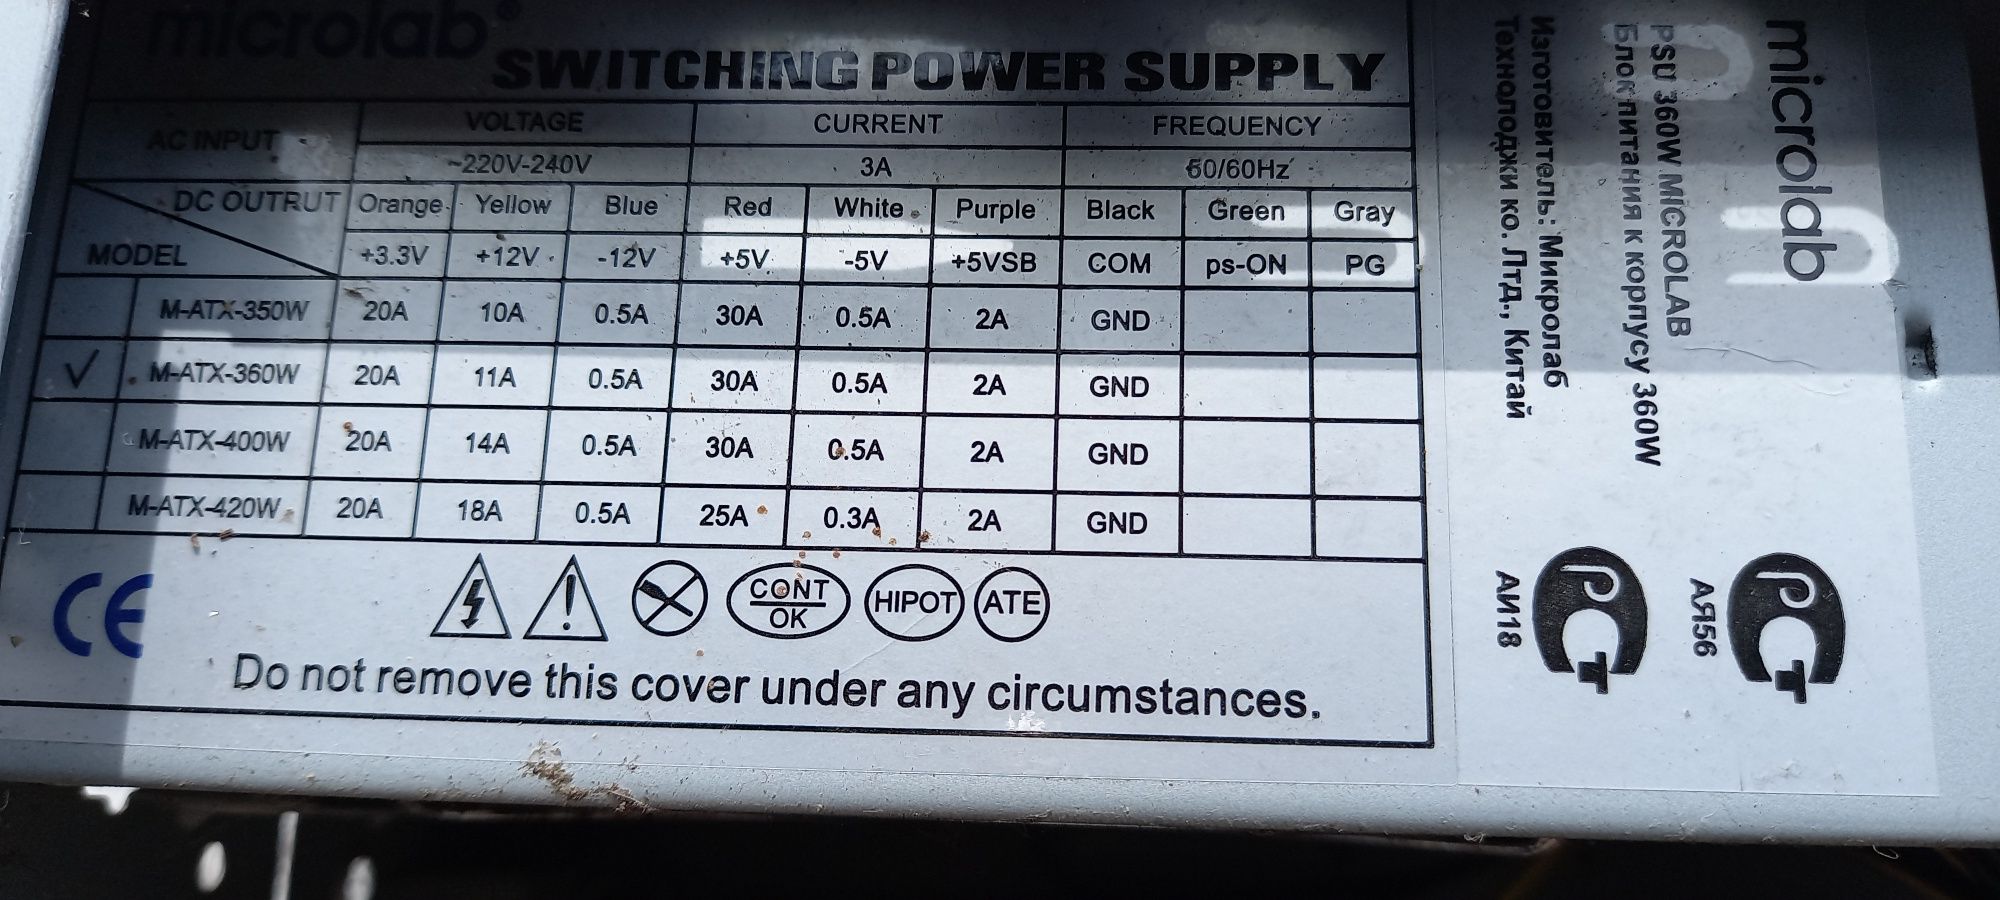 microlab
SWITCHING POWER SUPPLY
AC INPUT VOLTAGE CURRENT FREQUENCY
~220V-240V 3A 50/60Hz
DC OUTRUT Orange Yellow Blue Red White Purple Black Green Gray
MODEL +3.3V +12V -12V +5V -5V +5VSB COM ps-ON PG
M-ATX-350W 20A 10A 0.5A 30A 0.5A 2A GND
√ M-ATX-360W 20A 11A 0.5A 30A 0.5A 2A GND
M-ATX-400W 20A 14A 0.5A 30A 0.5A 2A GND
M-ATX-420W 20A 18A 0.5A 25A 0.3A 2A GND
CE
CONT
OK
HIPOT
ATE
Do not remove this cover under any circumstances.
microlab
PSU 360W MICROLAB
Блок питания к корпусу 360W
Изготовитель: Микролаб
Технолоджи ко. Лтд., Китай
РСТ
АЯ56
РСТ
АИ18